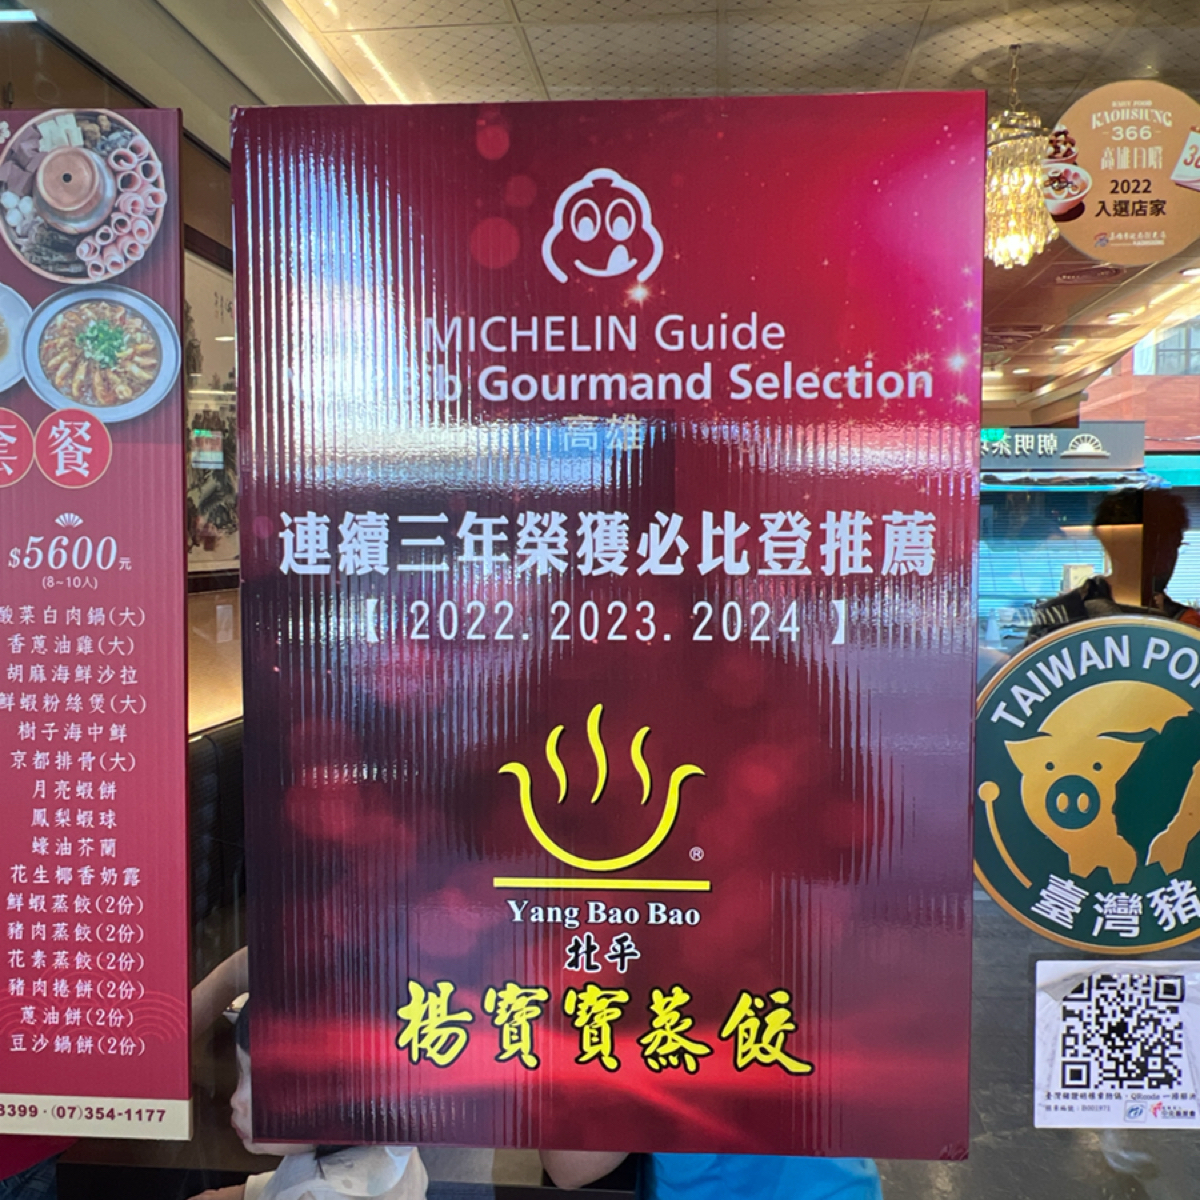 套餐
$5600元
(8~10人)
酸菜白肉鍋(大)
香蔥油雞(大)
胡麻海鮮沙拉
鮮蝦粉絲煲(大)
樹子海中鮮
京都排骨(大)
月亮蝦餅
鳳梨蝦球
蠔油芥蘭
花生椰香奶露
鮮蝦蒸餃(2份)
豬肉蒸餃(2份)
花素蒸餃(2份)
豬肉捲餅(2份)
蔥油餅(2份)
豆沙鍋餅(2份)
3399·(07)354-1177
MICHELIN Guide
Bib Gourmand Selection
高雄
連續三年榮獲必比登推薦
【 2022. 2023. 2024 】
®
Yang Bao Bao
北平
楊寶寶蒸餃
KAOHSIUNG
366
高雄日嚐
2022
入選店家
朝明茶
TAIWAN PO
臺灣豬